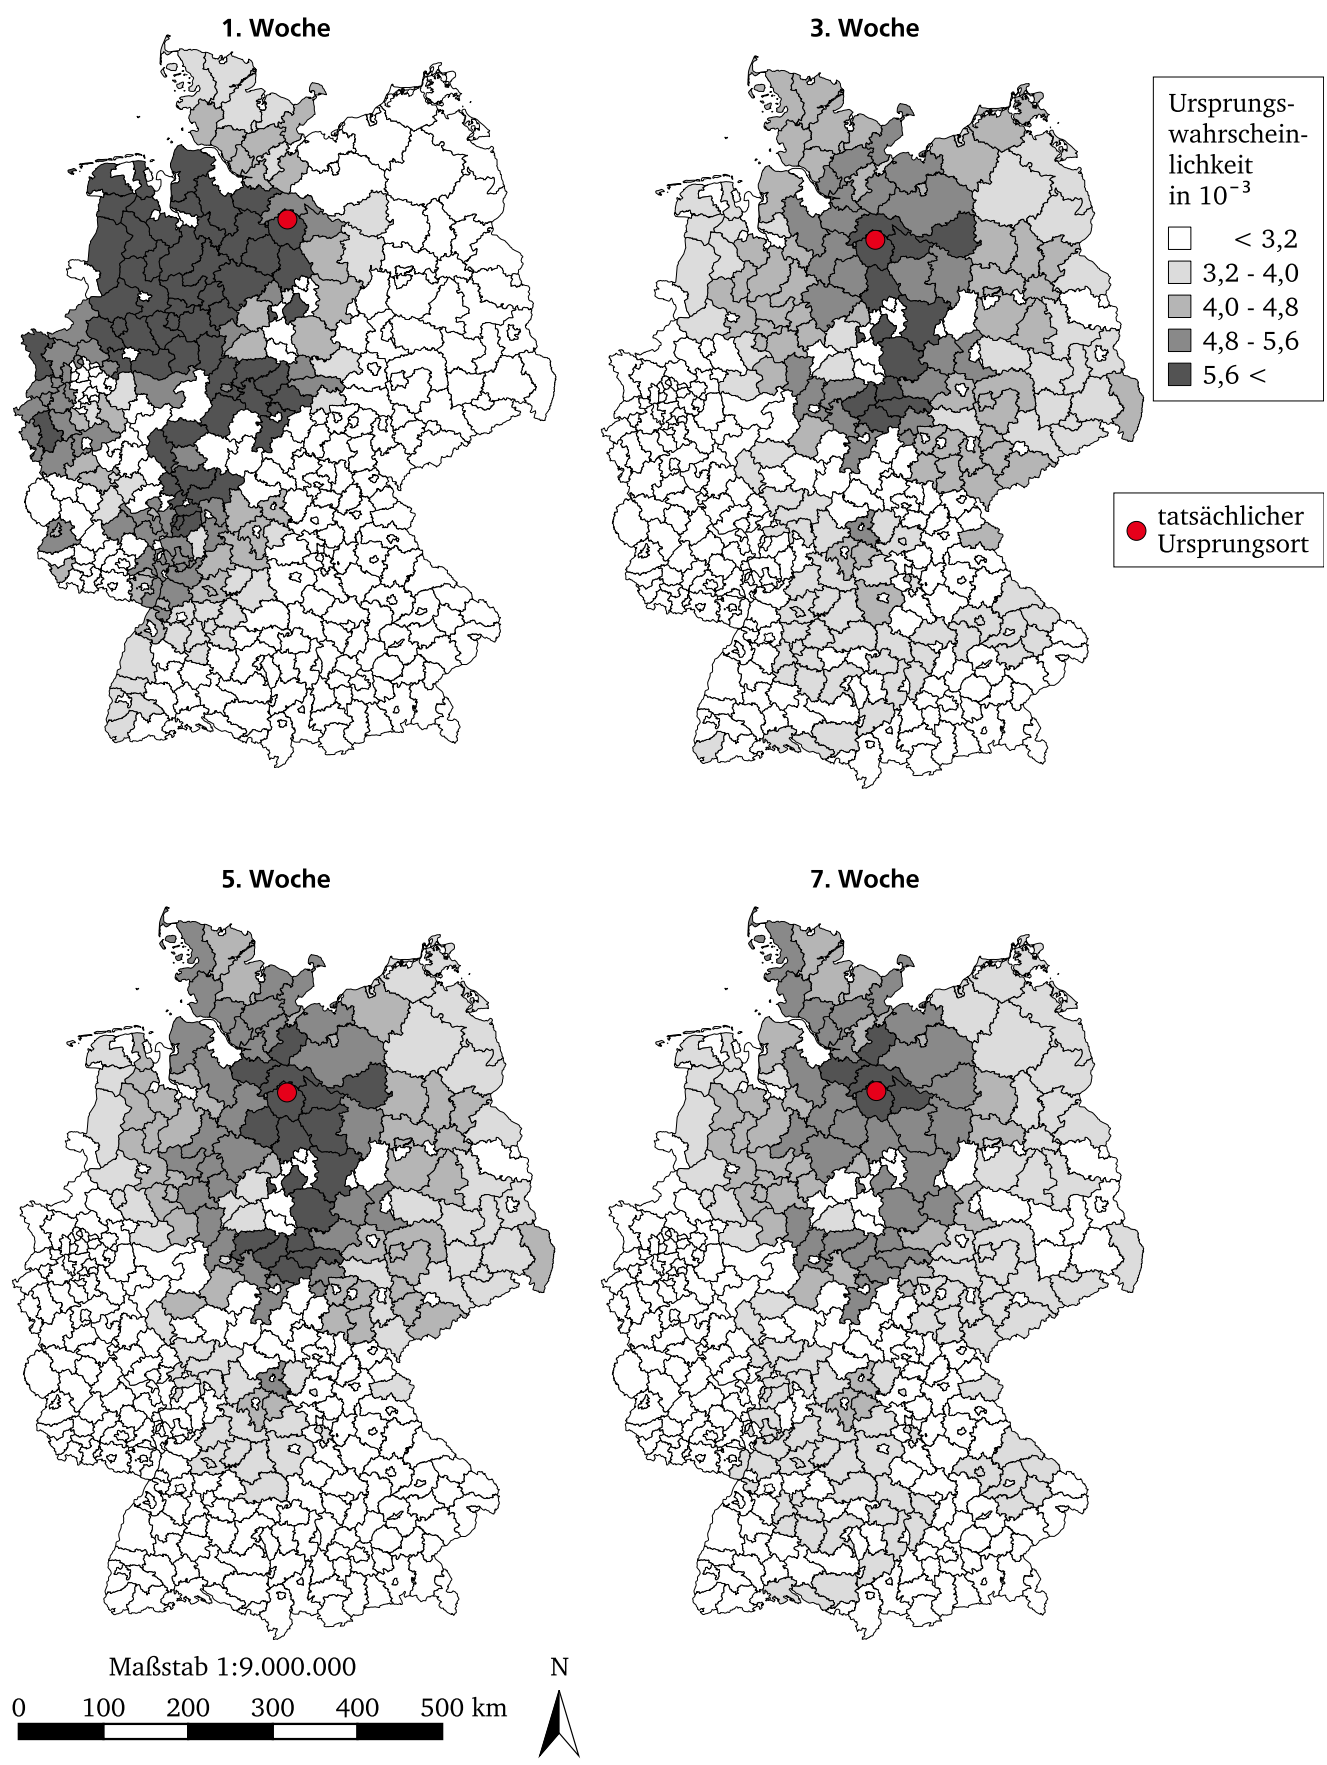 1. Woche
3. Woche
Ursprungs-
wahrschein-
lichkeit
in 10⁻³
< 3,2
3,2 - 4,0
4,0 - 4,8
4,8 - 5,6
5,6 <
tatsächlicher
Ursprungsort
5. Woche
7. Woche
Maßstab 1:9.000.000
N
0 100 200 300 400 500 km